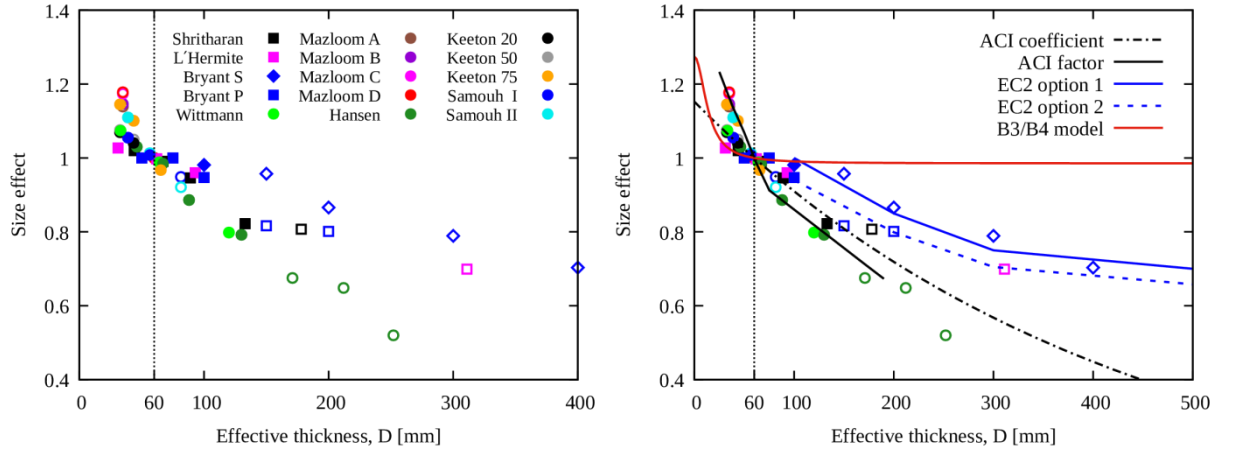 1.4
1.2
1
0.8
0.6
0.4
Size effect
0
60
100
200
300
400
Effective thickness, D [mm]
Shritharan
L´Hermite
Bryant S
Bryant P
Wittmann
Mazloom A
Mazloom B
Mazloom C
Mazloom D
Hansen
Keeton 20
Keeton 50
Keeton 75
Samouh I
Samouh II
1.4
1.2
1
0.8
0.6
0.4
Size effect
0
60
100
200
300
400
500
Effective thickness, D [mm]
ACI coefficient
ACI factor
EC2 option 1
EC2 option 2
B3/B4 model